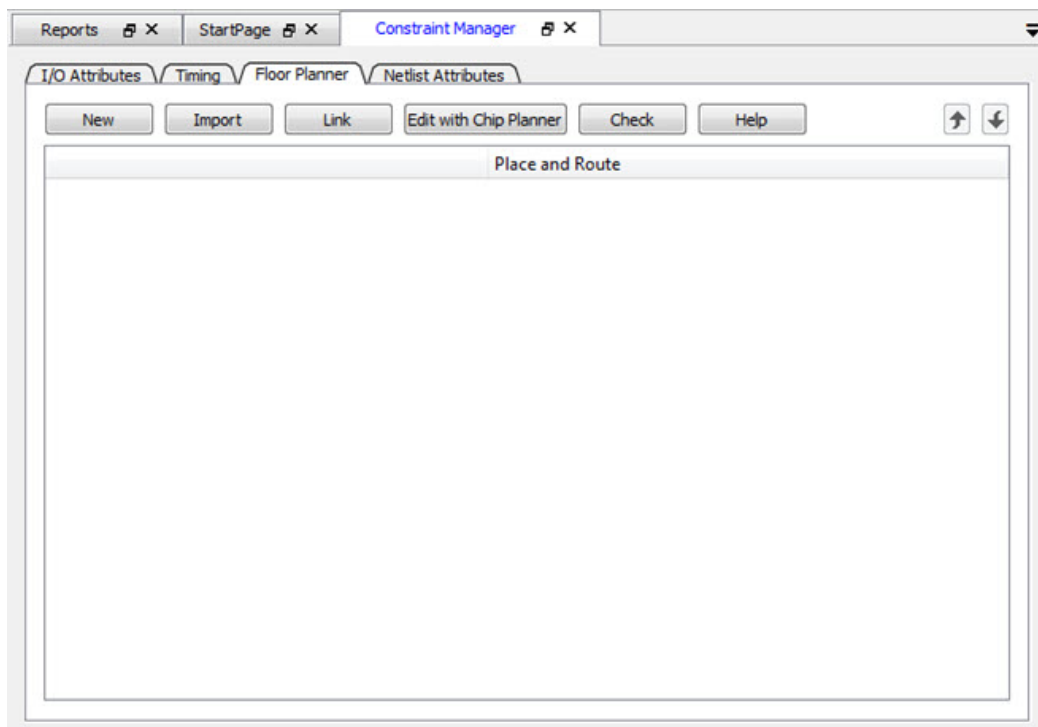 Reports StartPage Constraint Manager
I/O Attributes Timing Floor Planner Netlist Attributes
New Import Link Edit with Chip Planner Check Help
Place and Route